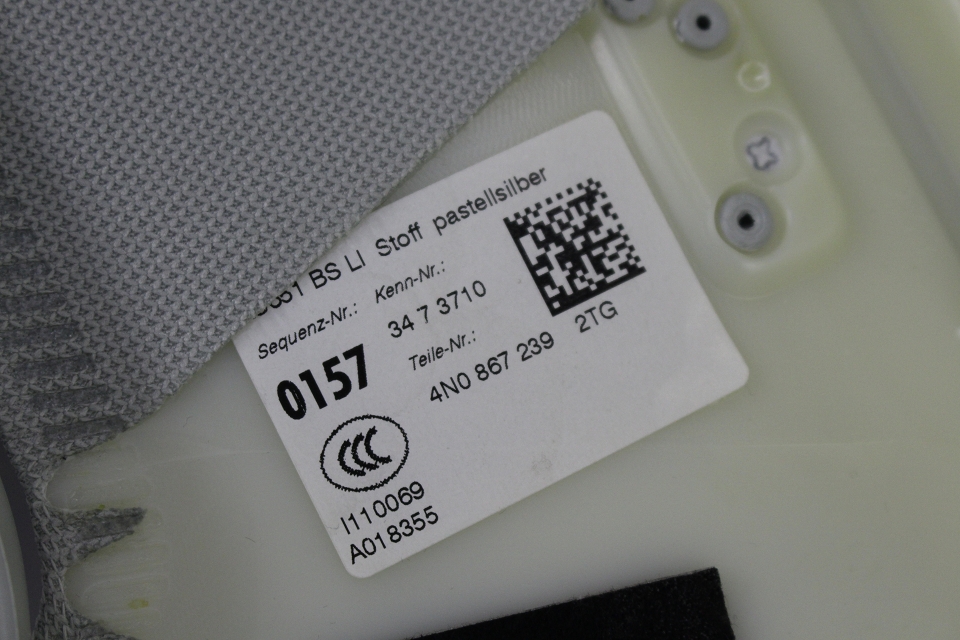 BS LI Stoff pastellsilber
Sequenz-Nr.: Kenn-Nr.:
0157 34 7 3710
Teile-Nr.:
4N0 867 239 2TG
CCC
I110069
A018355